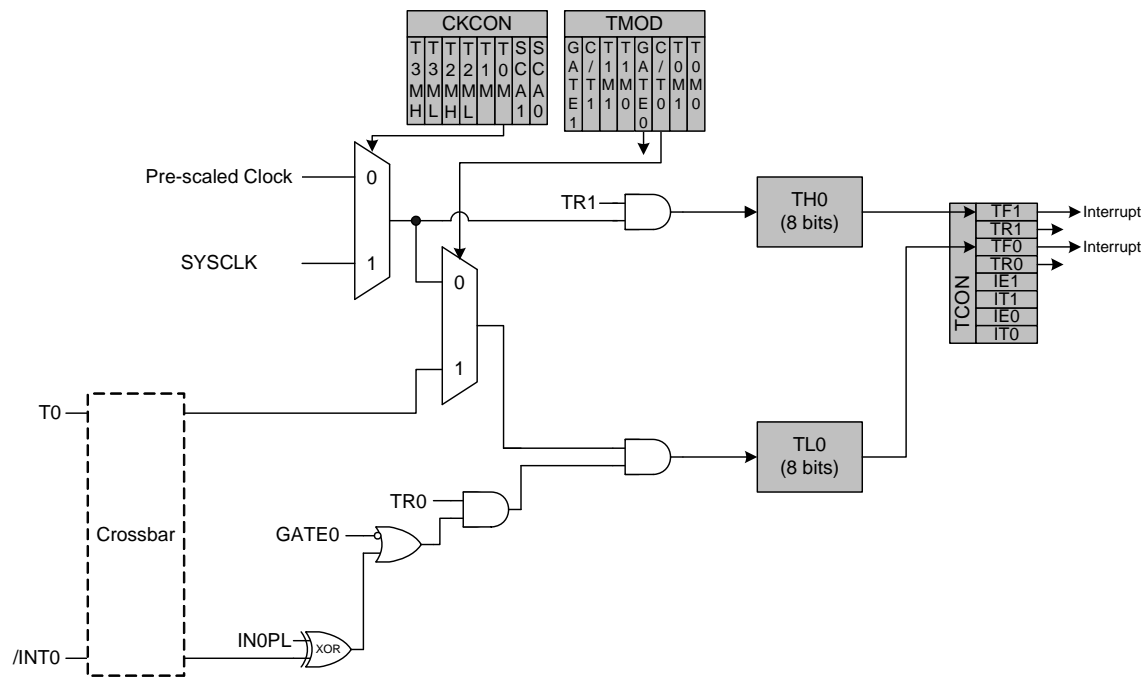 CKCON
T3MH
T3ML
T2MH
T2ML
T1M
T0M
SCA1
SCA0
TMOD
GATE1
C/T1
T1M1
T1M0
GATE0
C/T0
T0M1
T0M0
Pre-scaled Clock
0
SYSCLK
1
TR1
TH0
(8 bits)
TCON
TF1
TR1
TF0
TR0
IE1
IT1
IE0
IT0
Interrupt
Interrupt
0
1
T0
TL0
(8 bits)
TR0
GATE0
Crossbar
IN0PL
XOR
/INT0